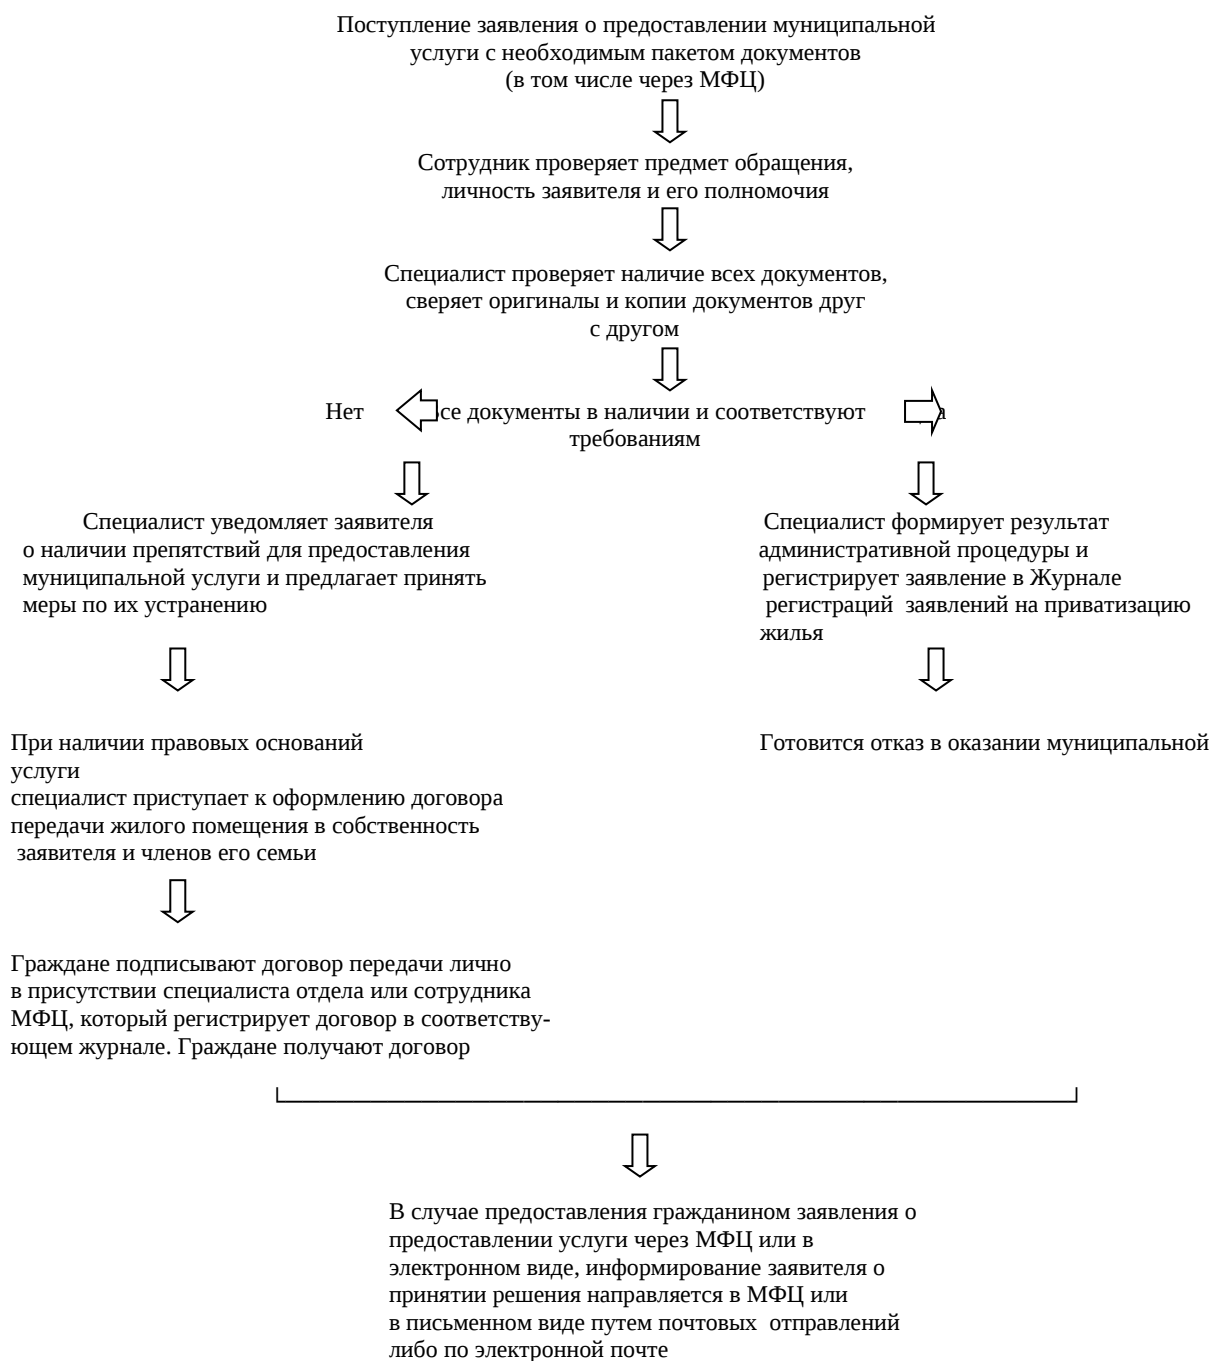 Поступление заявления о предоставлении муниципальной
услуги с необходимым пакетом документов
(в том числе через МФЦ)
Сотрудник проверяет предмет обращения,
личность заявителя и его полномочия
Специалист проверяет наличие всех документов,
сверяет оригиналы и копии документов друг
с другом
Нет все документы в наличии и соответствуют
требованиям
Специалист уведомляет заявителя
о наличии препятствий для предоставления
муниципальной услуги и предлагает принять
меры по их устранению
Специалист формирует результат
административной процедуры и
регистрирует заявление в Журнале
регистраций заявлений на приватизацию
жилья
При наличии правовых оснований
услуги
специалист приступает к оформлению договора
передачи жилого помещения в собственность
заявителя и членов его семьи
Готовится отказ в оказании муниципальной
Граждане подписывают договор передачи лично
в присутствии специалиста отдела или сотрудника
МФЦ, который регистрирует договор в соответству-
ющем журнале. Граждане получают договор
В случае предоставления гражданином заявления о
предоставлении услуги через МФЦ или в
электронном виде, информирование заявителя о
принятии решения направляется в МФЦ или
в письменном виде путем почтовых отправлений
либо по электронной почте